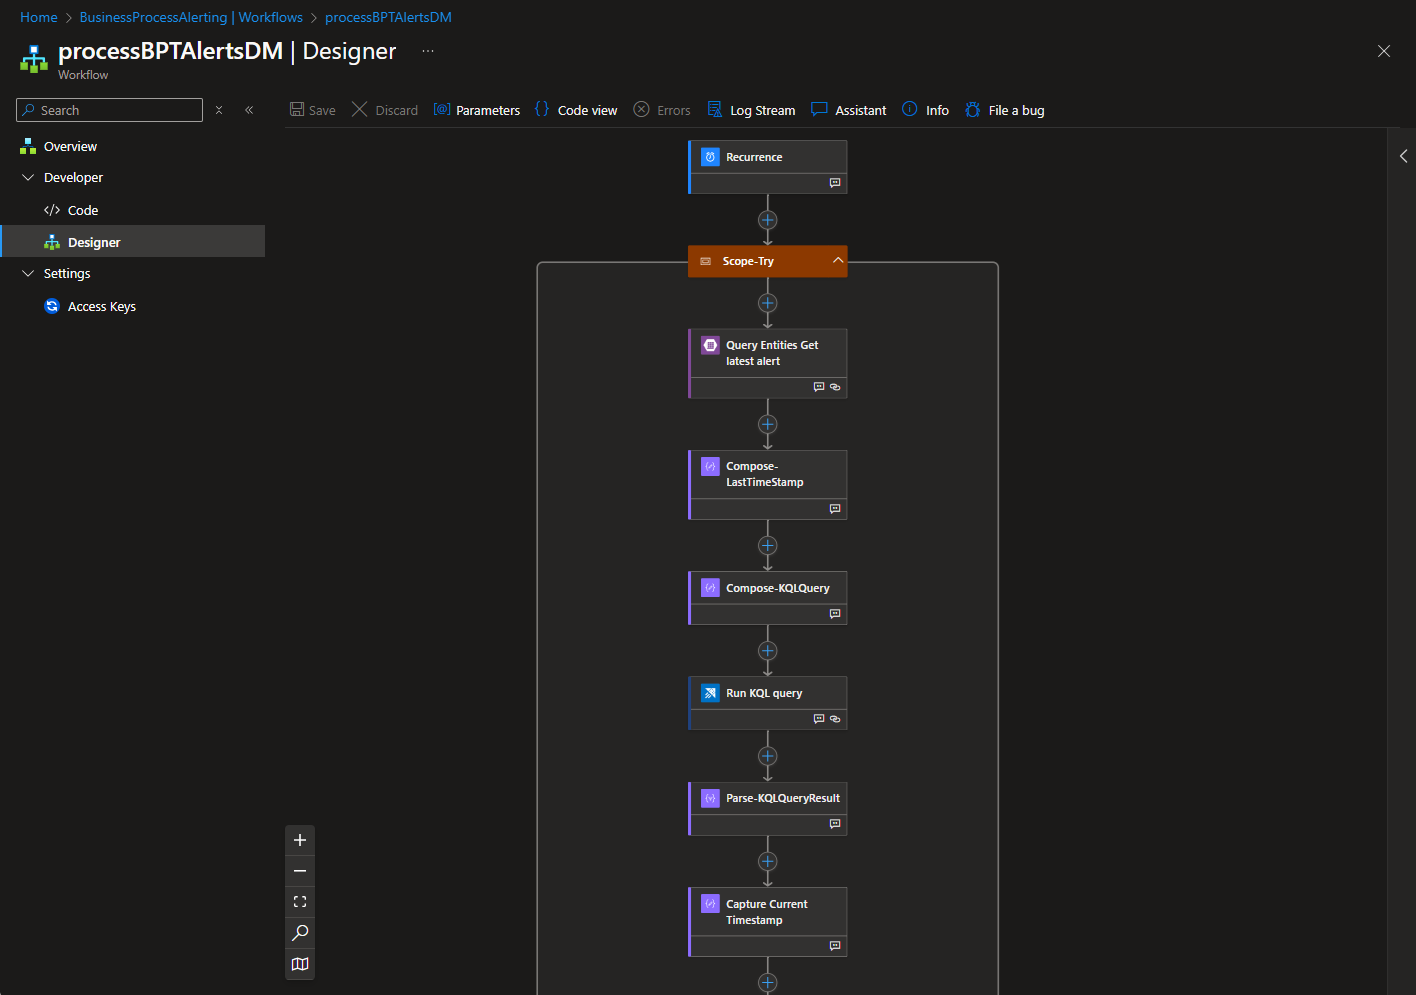 Home > BusinessProcessAlerting | Workflows > processBPTAlertsDM
processBPTAlertsDM | Designer ...
Workflow
Search
Save Discard Parameters Code view Errors Log Stream Assistant Info File a bug
Overview
Developer
Code
Designer
Settings
Access Keys
Recurrence
Scope-Try
Query Entities Get
latest alert
Compose-
LastTimeStamp
Compose-KQLQuery
Run KQL query
Parse-KQLQueryResult
Capture Current
Timestamp